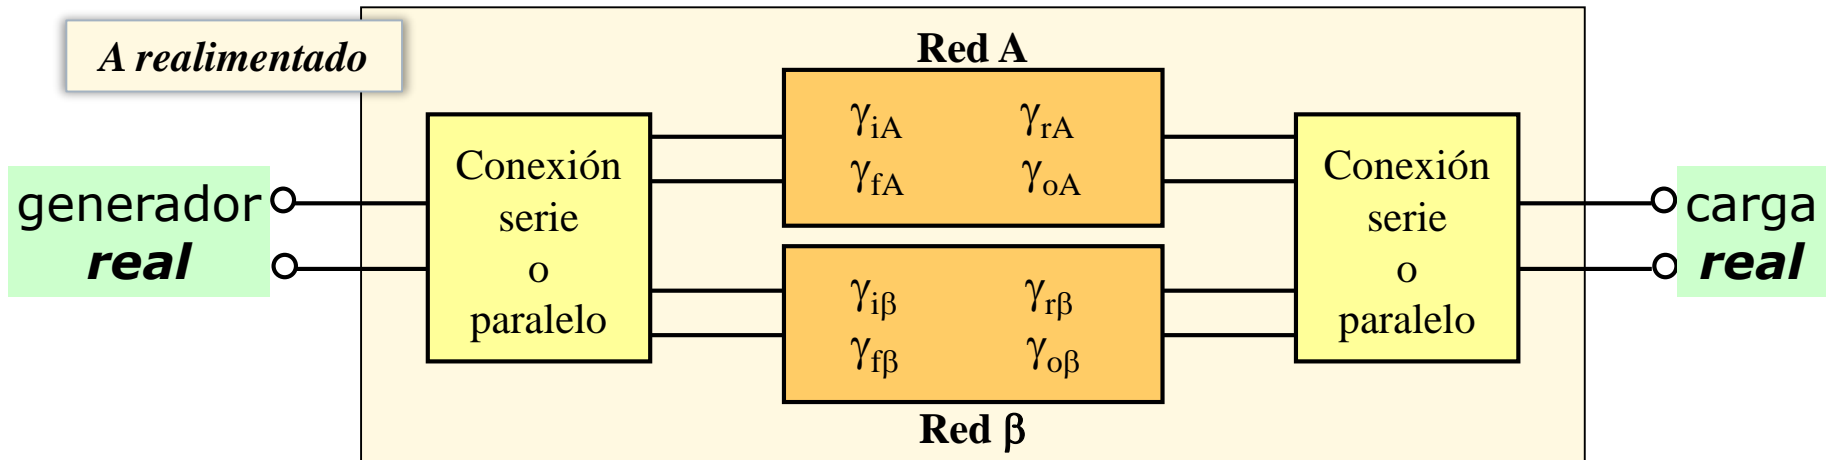 A realimentado
Red A
γiA γrA
γfA γoA
Conexión
serie
o
paralelo
generador
real
Conexión
serie
o
paralelo
carga
real
γiβ γrβ
γfβ γoβ
Red β